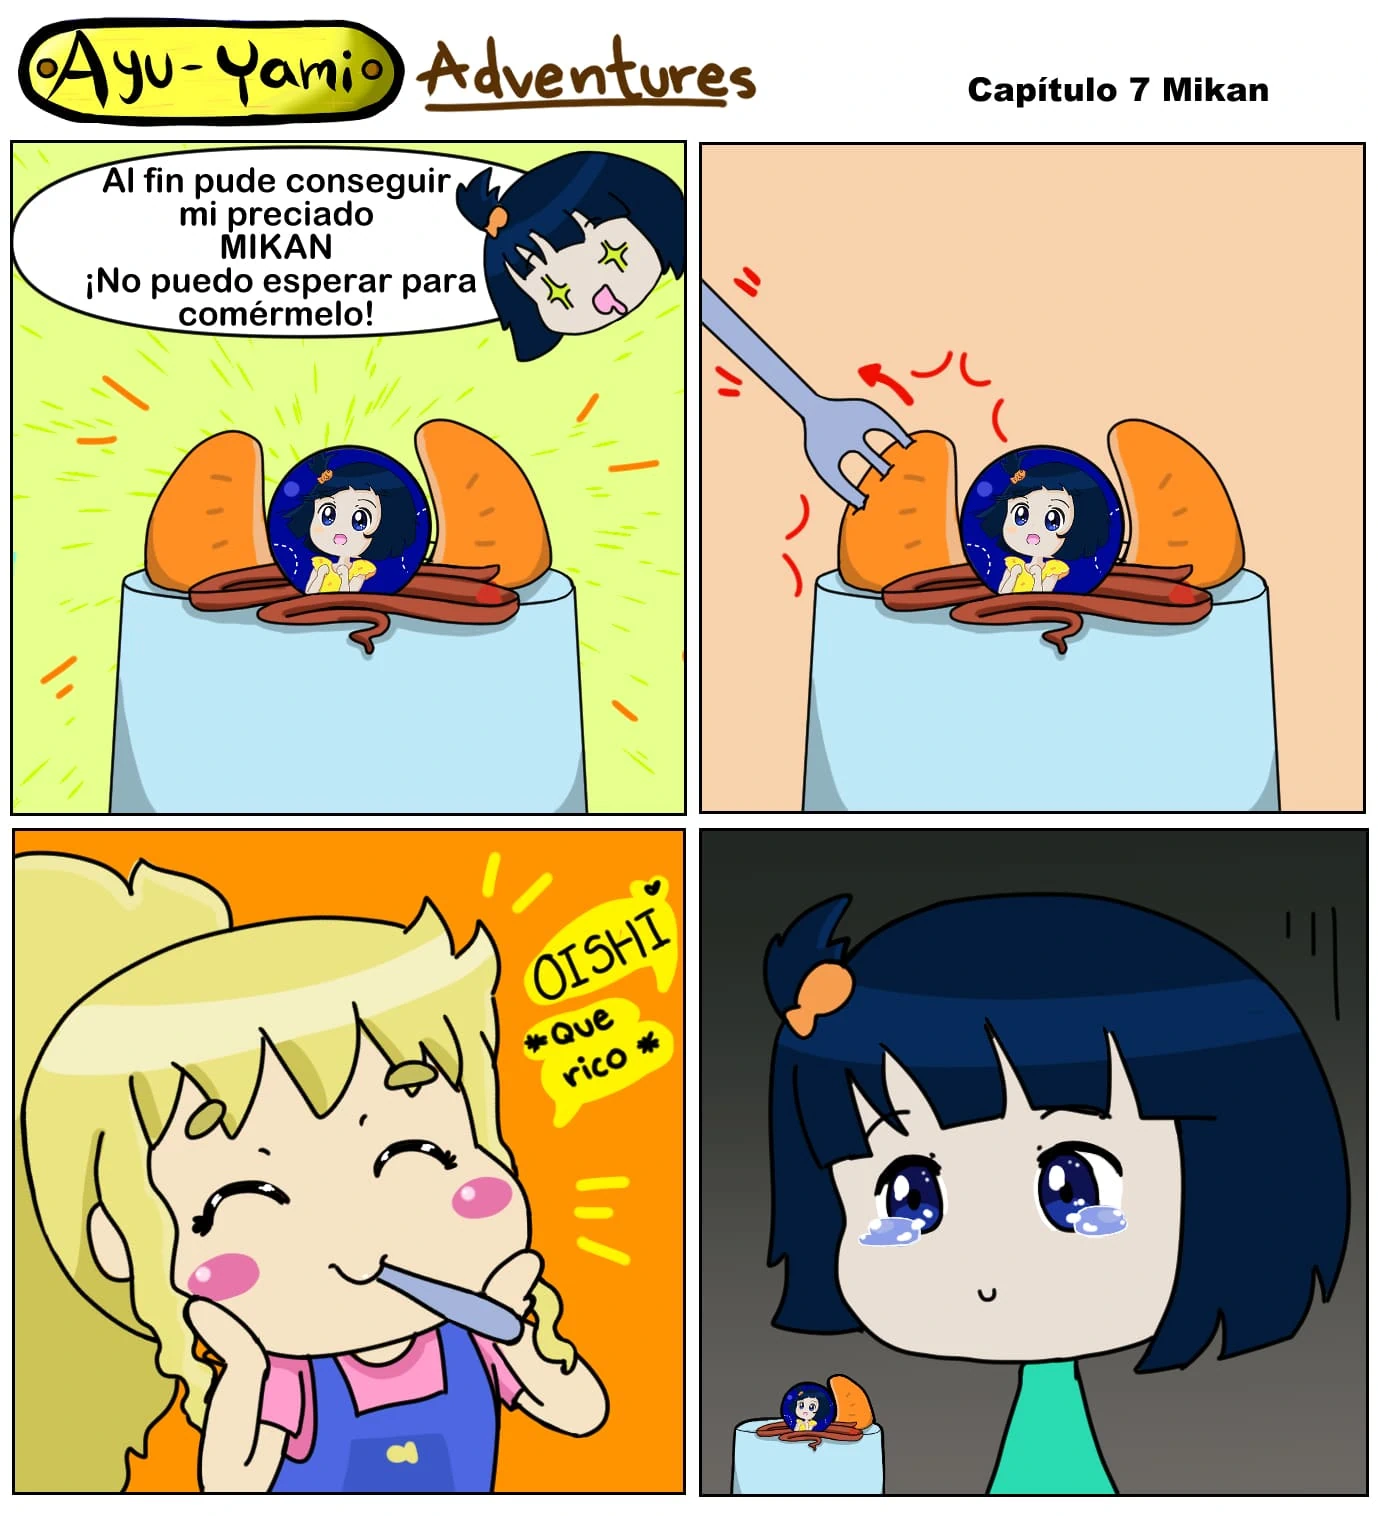 Ayu-Yami Adventures
Capítulo 7 Mikan
Al fin pude conseguir
mi preciado
MIKAN
¡No puedo esperar para
comérmelo!
OISHI
*Que
rico*